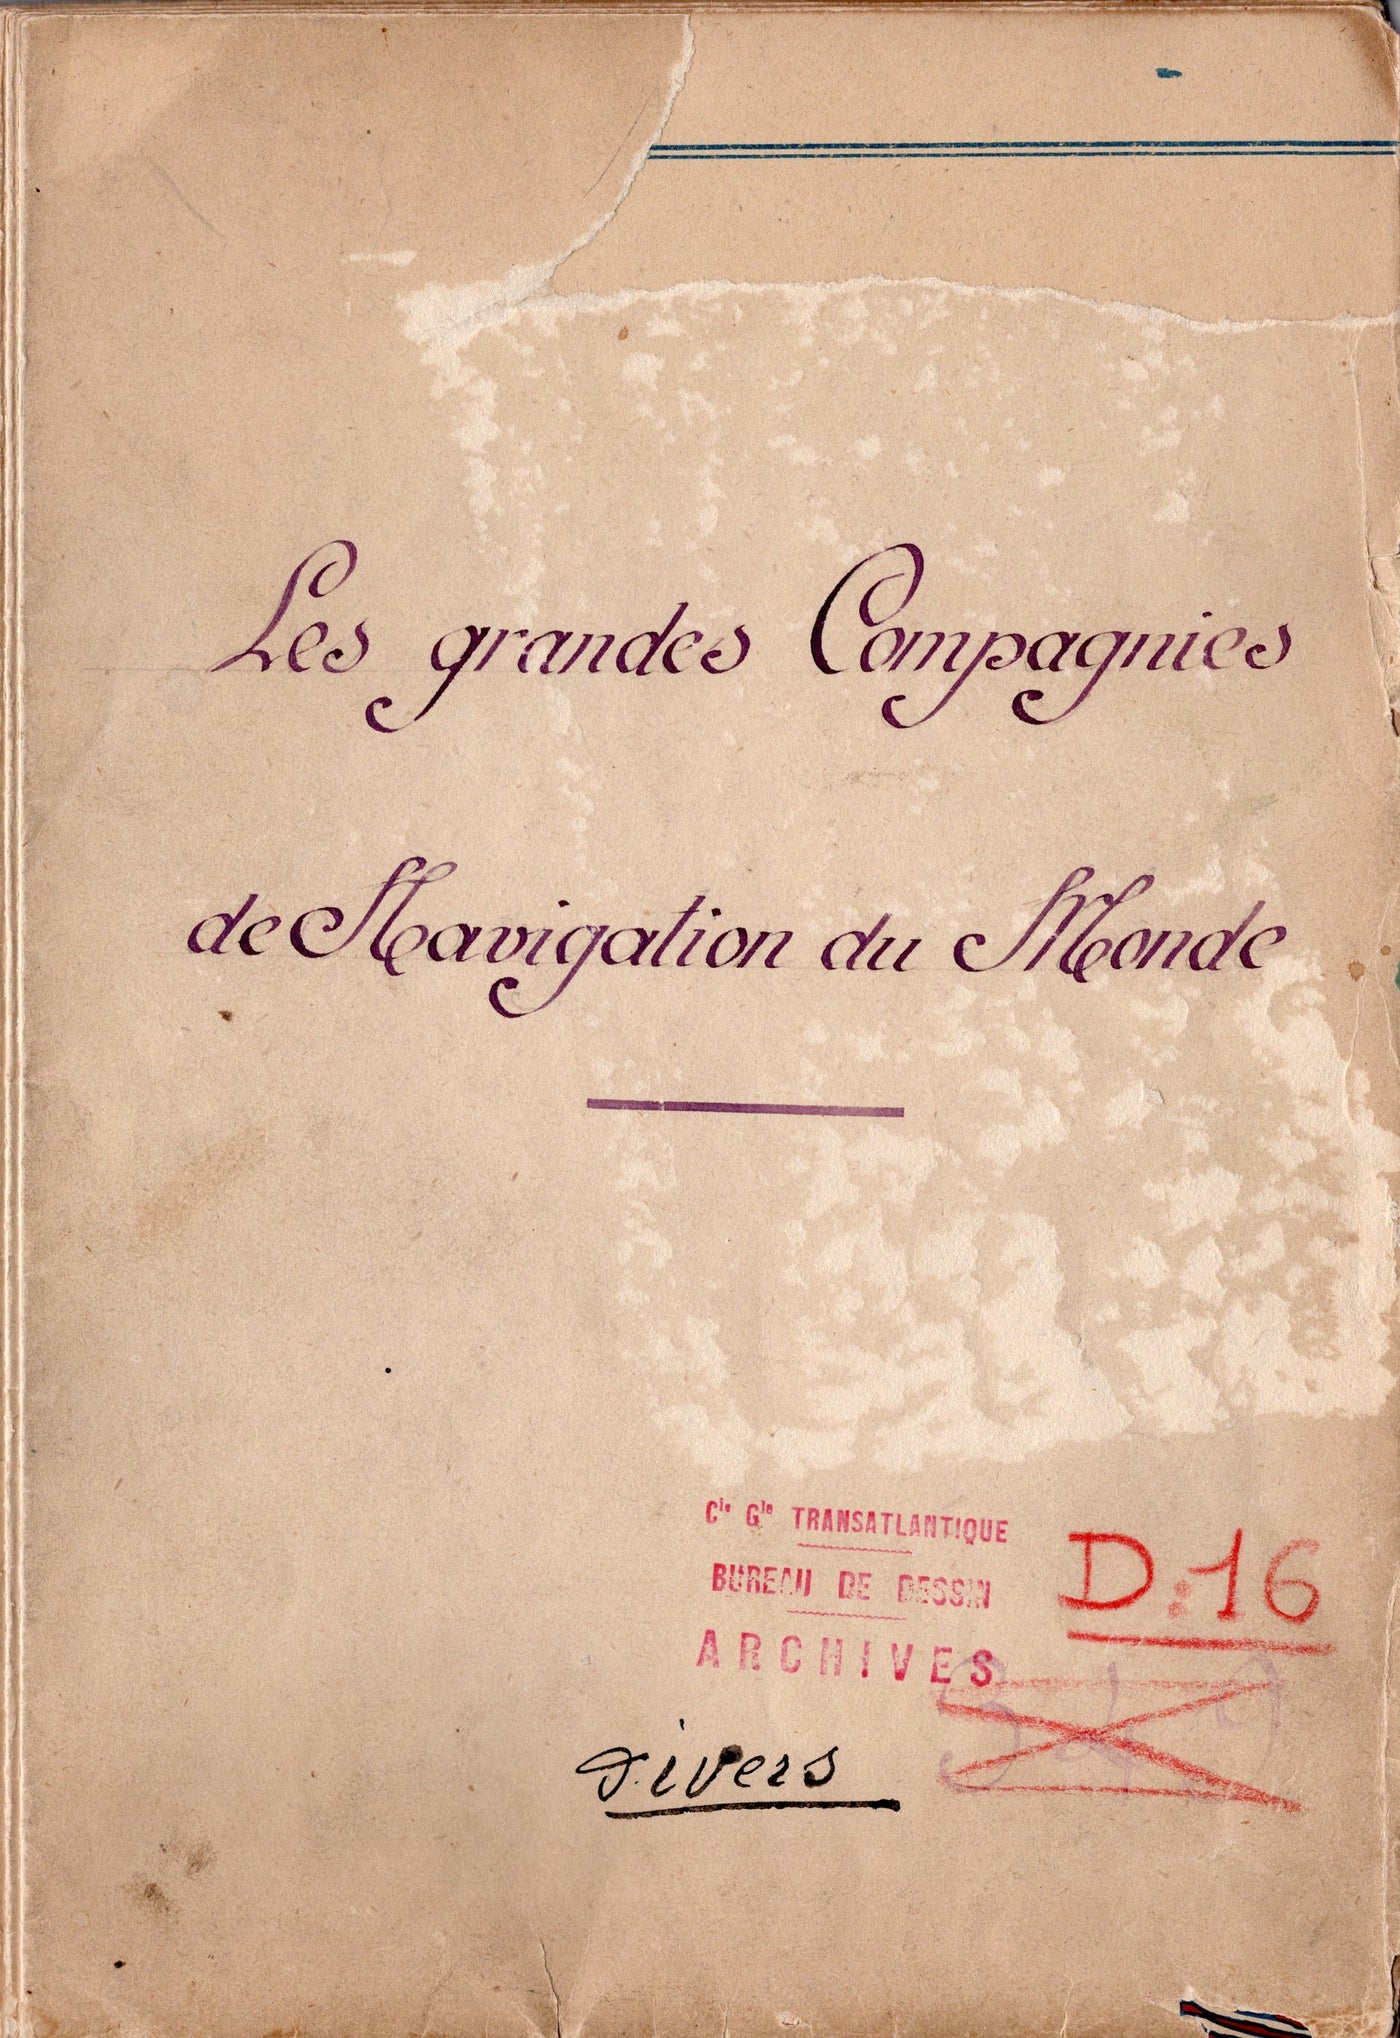 Les grandes Compagnies
de Navigation du Monde
Cie Gle TRANSATLANTIQUE
BUREAU DE DESSIN
ARCHIVES
D.16
divers